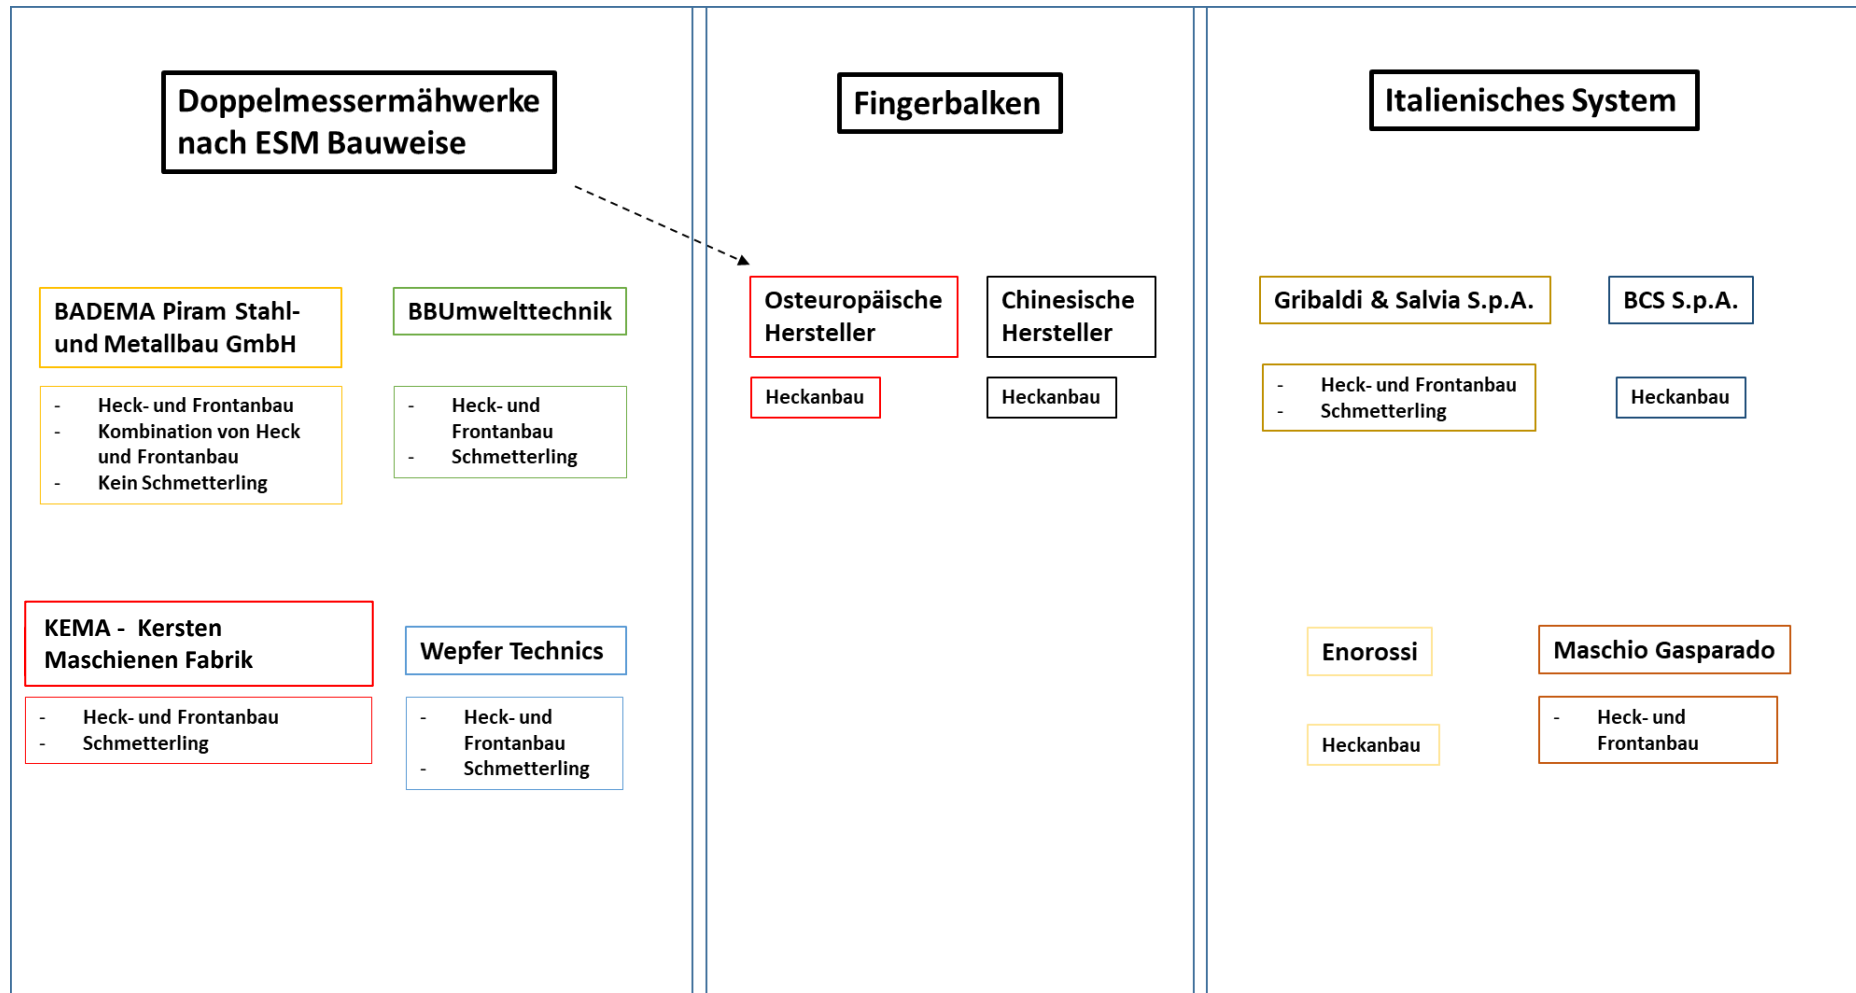 Doppelmessermähwerke
nach ESM Bauweise
BADEMA Piram Stahl-
und Metallbau GmbH
- Heck- und Frontanbau
- Kombination von Heck
und Frontanbau
- Kein Schmetterling
BBUmwelttechnik
- Heck- und
Frontanbau
- Schmetterling
KEMA - Kersten
Maschienen Fabrik
- Heck- und Frontanbau
- Schmetterling
Wepfer Technics
- Heck- und
Frontanbau
- Schmetterling
Fingerbalken
Osteuropäische
Hersteller
Heckanbau
Chinesische
Hersteller
Heckanbau
Italienisches System
Gribaldi & Salvia S.p.A.
- Heck- und Frontanbau
- Schmetterling
BCS S.p.A.
Heckanbau
Enorossi
Heckanbau
Maschio Gasparado
- Heck- und
Frontanbau